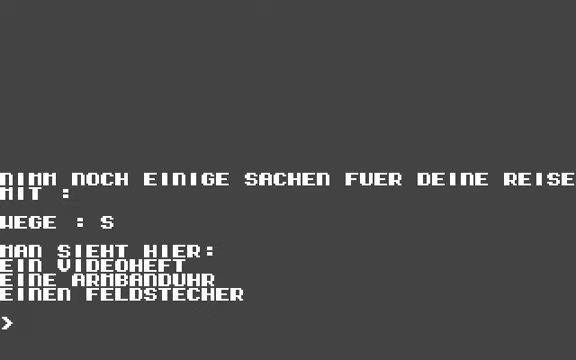 NIMM NOCH EINIGE SACHEN FUER DEINE REISE
MIT :
WEGE : S
MAN SIEHT HIER:
EIN VIDEOHEFT
EINE ARMBANDUHR
EINEN FELDSTECHER
>